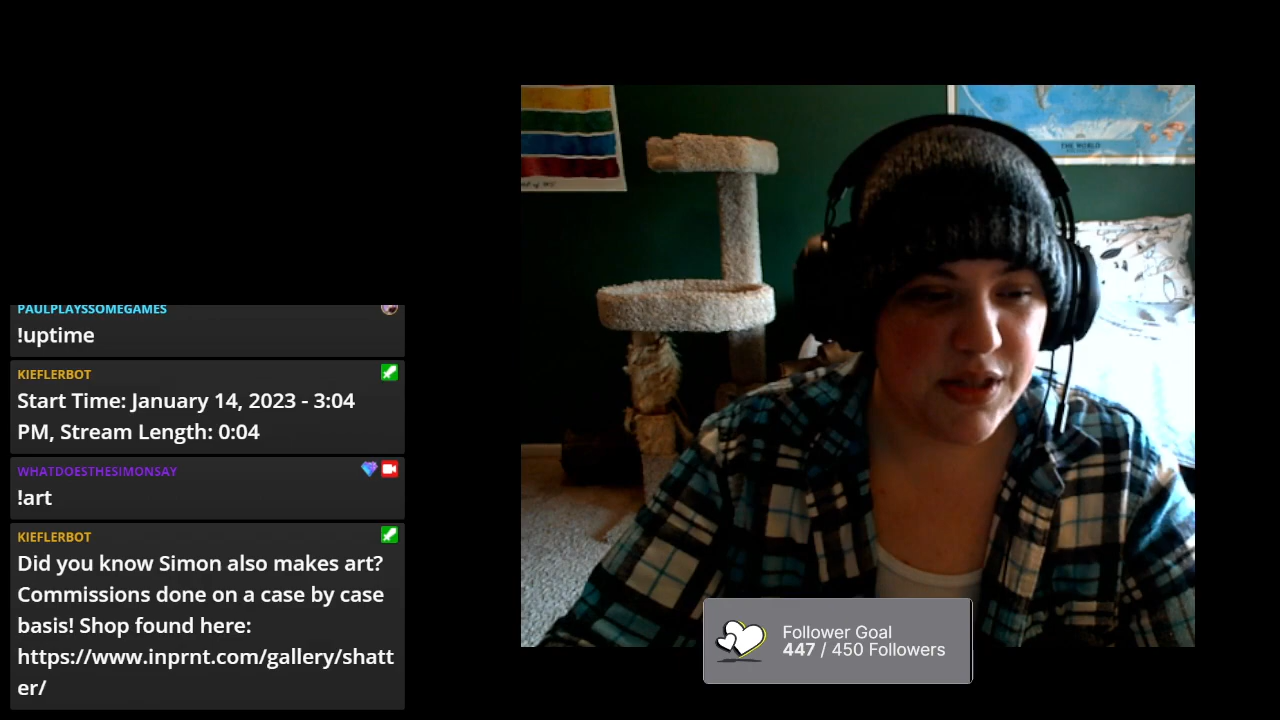 PAULPLAYSSOMEGAMES
!uptime
KIEFLERBOT
Start Time: January 14, 2023 - 3:04
PM, Stream Length: 0:04
WHATDOESTHESIMONSAY
!art
KIEFLERBOT
Did you know Simon also makes art?
Commissions done on a case by case
basis! Shop found here:
https://www.inprnt.com/gallery/shatt
er/
THE WORLD
Follower Goal
447 / 450 Followers